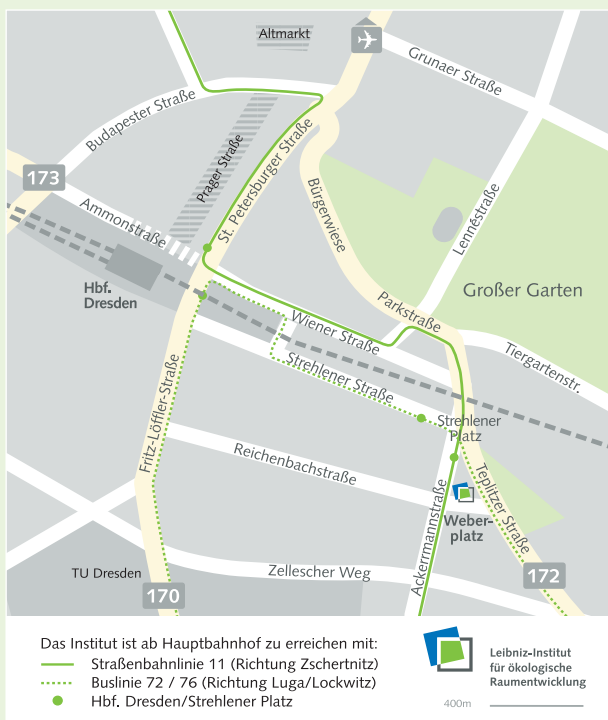 Altmarkt
Grunaer Straße
Budapester Straße
Prager Straße
St. Petersburger Straße
Bürgerwiese
Lennéstraße
173
Ammonstraße
Hbf.
Dresden
Großer Garten
Parkstraße
Wiener Straße
Tiergartenstr.
Strehlener Straße
Fritz-Löffler-Straße
Strehlener
Platz
Reichenbachstraße
Teplitzer Straße
Weber-
platz
Ackerrmannstraße
TU Dresden
Zellescher Weg
170
172
Das Institut ist ab Hauptbahnhof zu erreichen mit:
Straßenbahnlinie 11 (Richtung Zschertnitz)
Buslinie 72 / 76 (Richtung Luga/Lockwitz)
Hbf. Dresden/Strehlener Platz
Leibniz-Institut
für ökologische
Raumentwicklung
400m